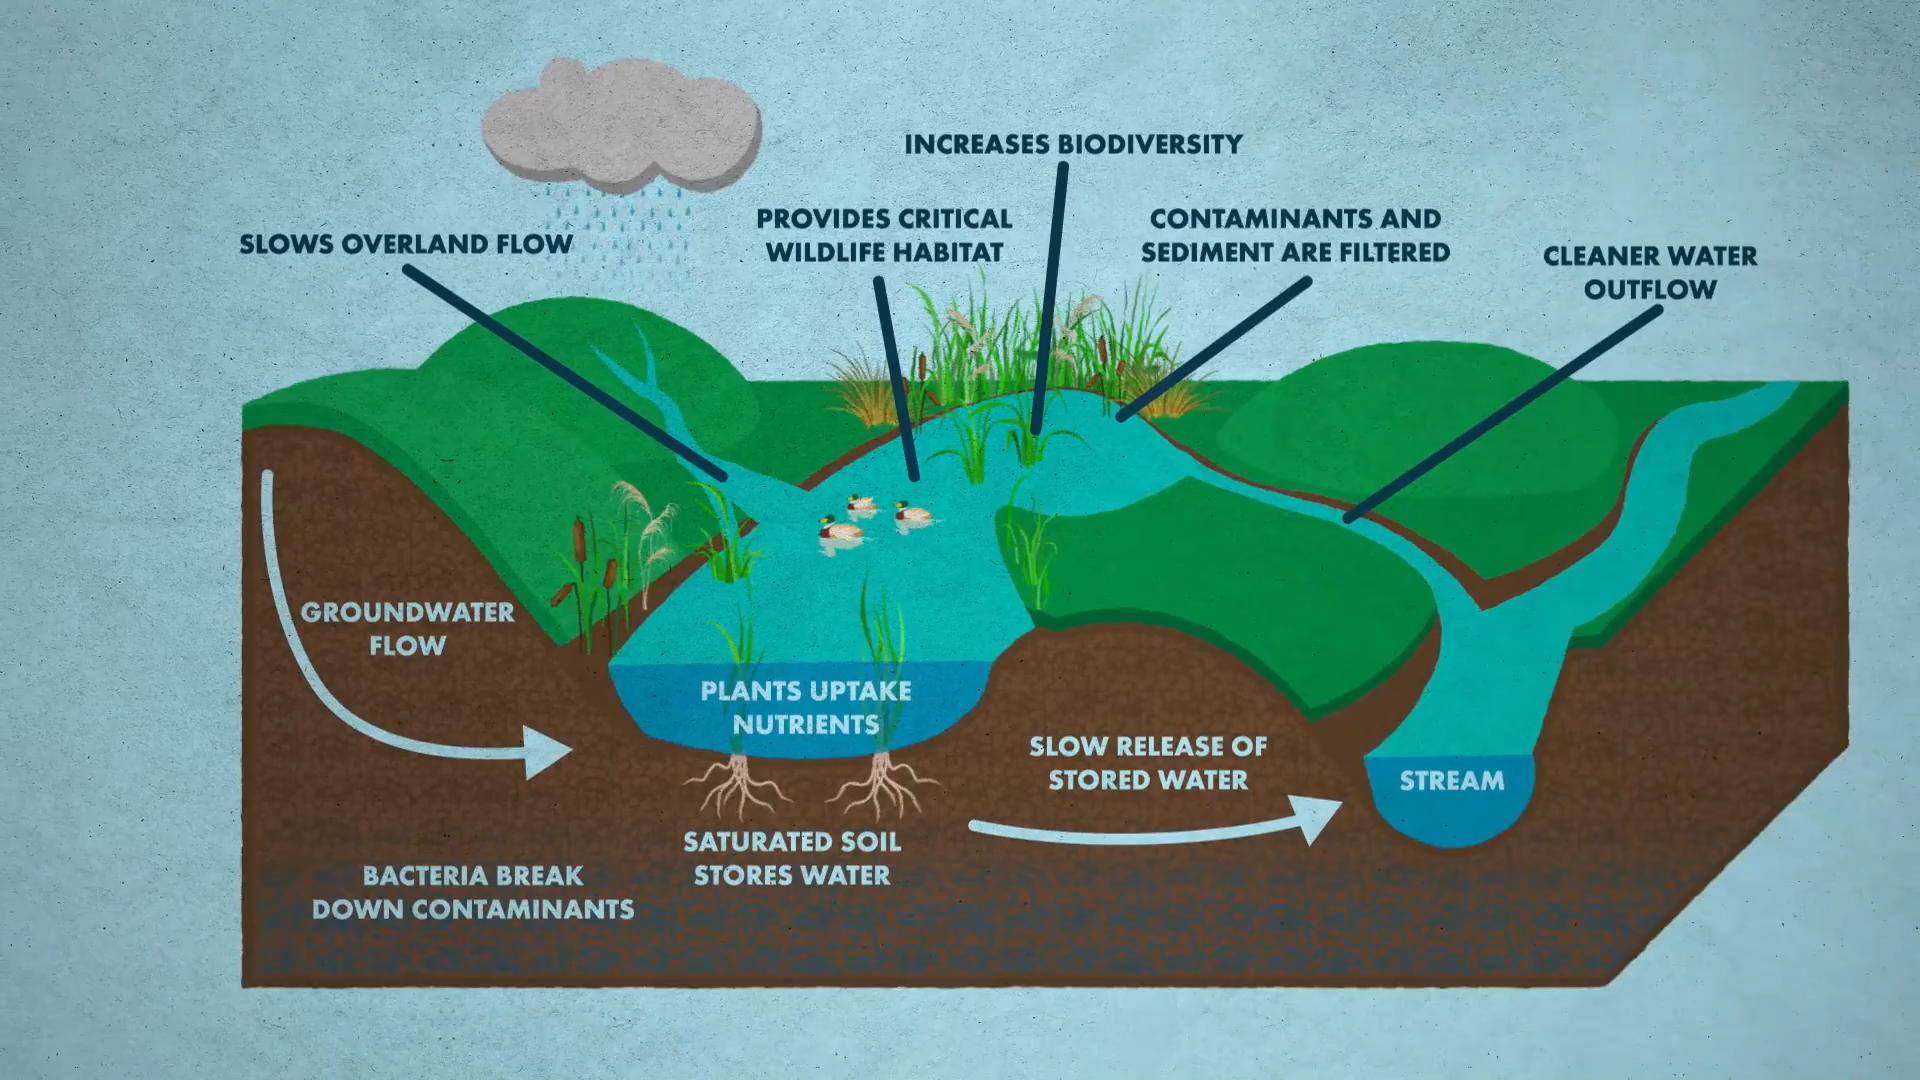 INCREASES BIODIVERSITY
SLOWS OVERLAND FLOW
PROVIDES CRITICAL
WILDLIFE HABITAT
CONTAMINANTS AND
SEDIMENT ARE FILTERED
CLEANER WATER
OUTFLOW
GROUNDWATER
FLOW
PLANTS UPTAKE
NUTRIENTS
SLOW RELEASE OF
STORED WATER
STREAM
SATURATED SOIL
STORES WATER
BACTERIA BREAK
DOWN CONTAMINANTS